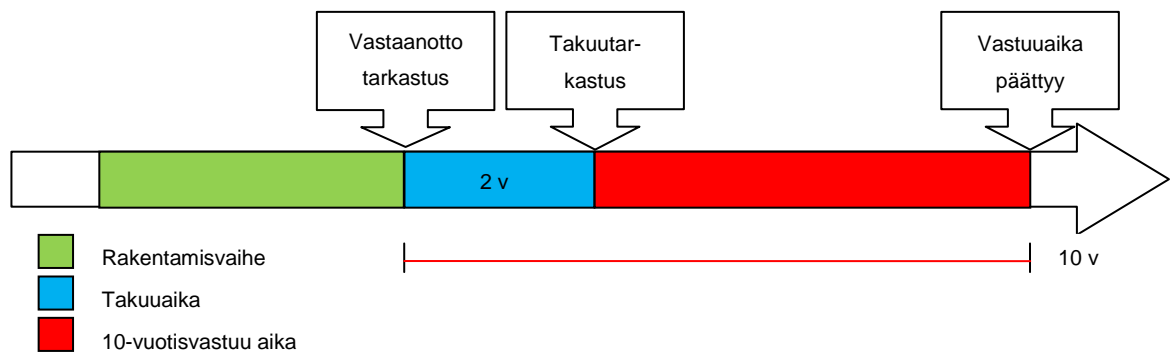 Vastaanotto
tarkastus
Takuutar-
kastus
Vastuuaika
päättyy
2 v
10 v
Rakentamisvaihe
Takuuaika
10-vuotisvastuu aika